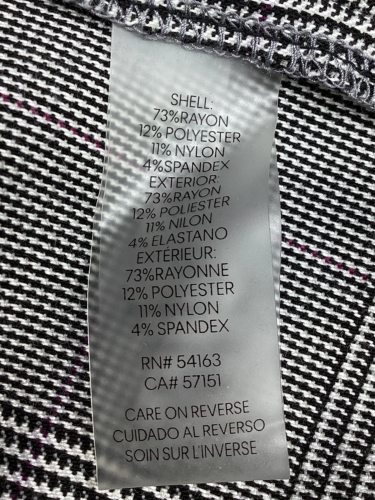 SHELL:
73%RAYON
12% POLYESTER
11% NYLON
4%SPANDEX
EXTERIOR:
73%RAYON
12% POLIESTER
11% NILON
4% ELASTANO
EXTÉRIEUR:
73%RAYONNE
12% POLYESTER
11% NYLON
4% SPANDEX
RN# 54163
CA# 57151
CARE ON REVERSE
CUIDADO AL REVERSO
SOIN SUR L'INVERSE